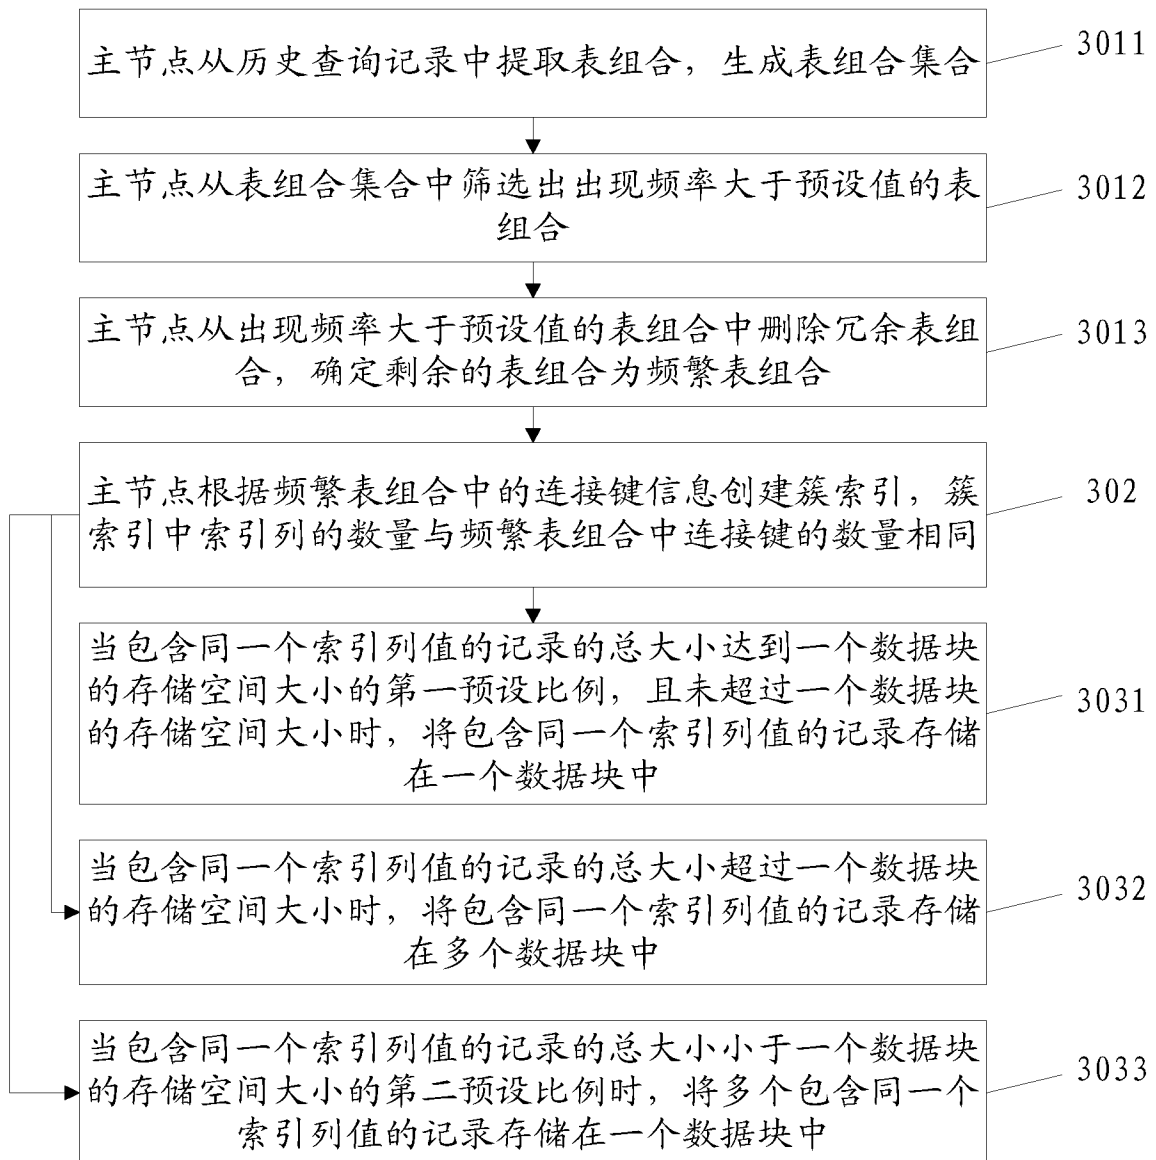 主节点从历史查询记录中提取表组合，生成表组合集合
3011
主节点从表组合集合中筛选出出现频率大于预设值的表
组合
3012
主节点从出现频率大于预设值的表组合中删除冗余表组
合，确定剩余的表组合为频繁表组合
3013
主节点根据频繁表组合中的连接键信息创建簇索引，簇
索引中索引列的数量与频繁表组合中连接键的数量相同
302
当包含同一个索引列值的记录的总大小达到一个数据块
的存储空间大小的第一预设比例，且未超过一个数据块
的存储空间大小时，将包含同一个索引列值的记录存储
在一个数据块中
3031
当包含同一个索引列值的记录的总大小超过一个数据块
的存储空间大小时，将包含同一个索引列值的记录存储
在多个数据块中
3032
当包含同一个索引列值的记录的总大小小于一个数据块
的存储空间大小的第二预设比例时，将多个包含同一个
索引列值的记录存储在一个数据块中
3033